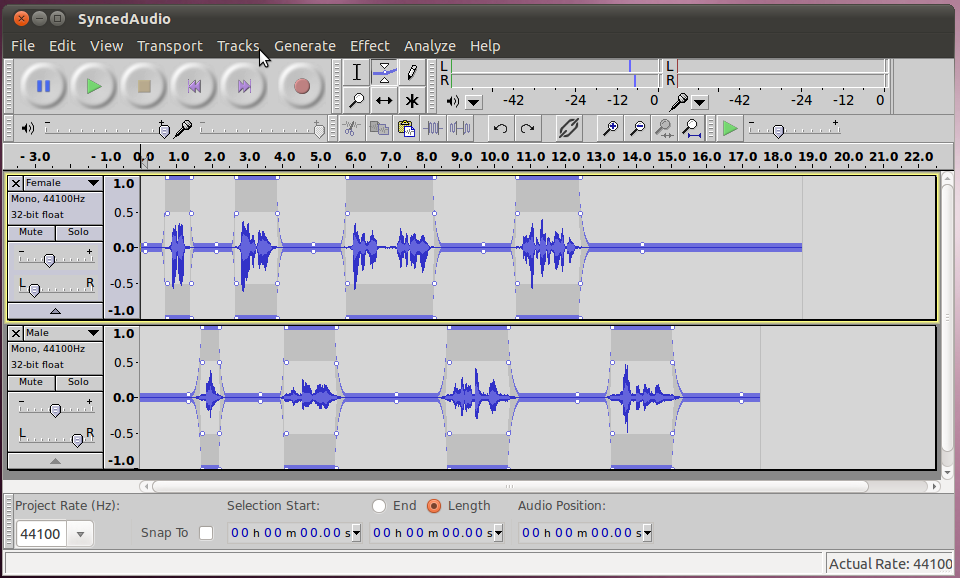 SyncedAudio
File Edit View Transport Tracks Generate Effect Analyze Help
L
R
-42 -24 -12 0
L
R
-42 -24 -12 0
- +
- +
- +
- 3.0 - 1.0 0.0 1.0 2.0 3.0 4.0 5.0 6.0 7.0 8.0 9.0 10.0 11.0 12.0 13.0 14.0 15.0 16.0 17.0 18.0 19.0 20.0 21.0 22.0
X Female
Mono, 44100Hz
32-bit float
Mute Solo
- +
L R
1.0
0.5-
0.0-
-0.5-
-1.0
X Male
Mono, 44100Hz
32-bit float
Mute Solo
- +
L R
1.0
0.5-
0.0-
-0.5-
-1.0
Project Rate (Hz): Selection Start: End Length Audio Position:
44100 Snap To 00 h 00 m 00.00 s 00 h 00 m 00.00 s 00 h 00 m 00.00 s
Actual Rate: 44100